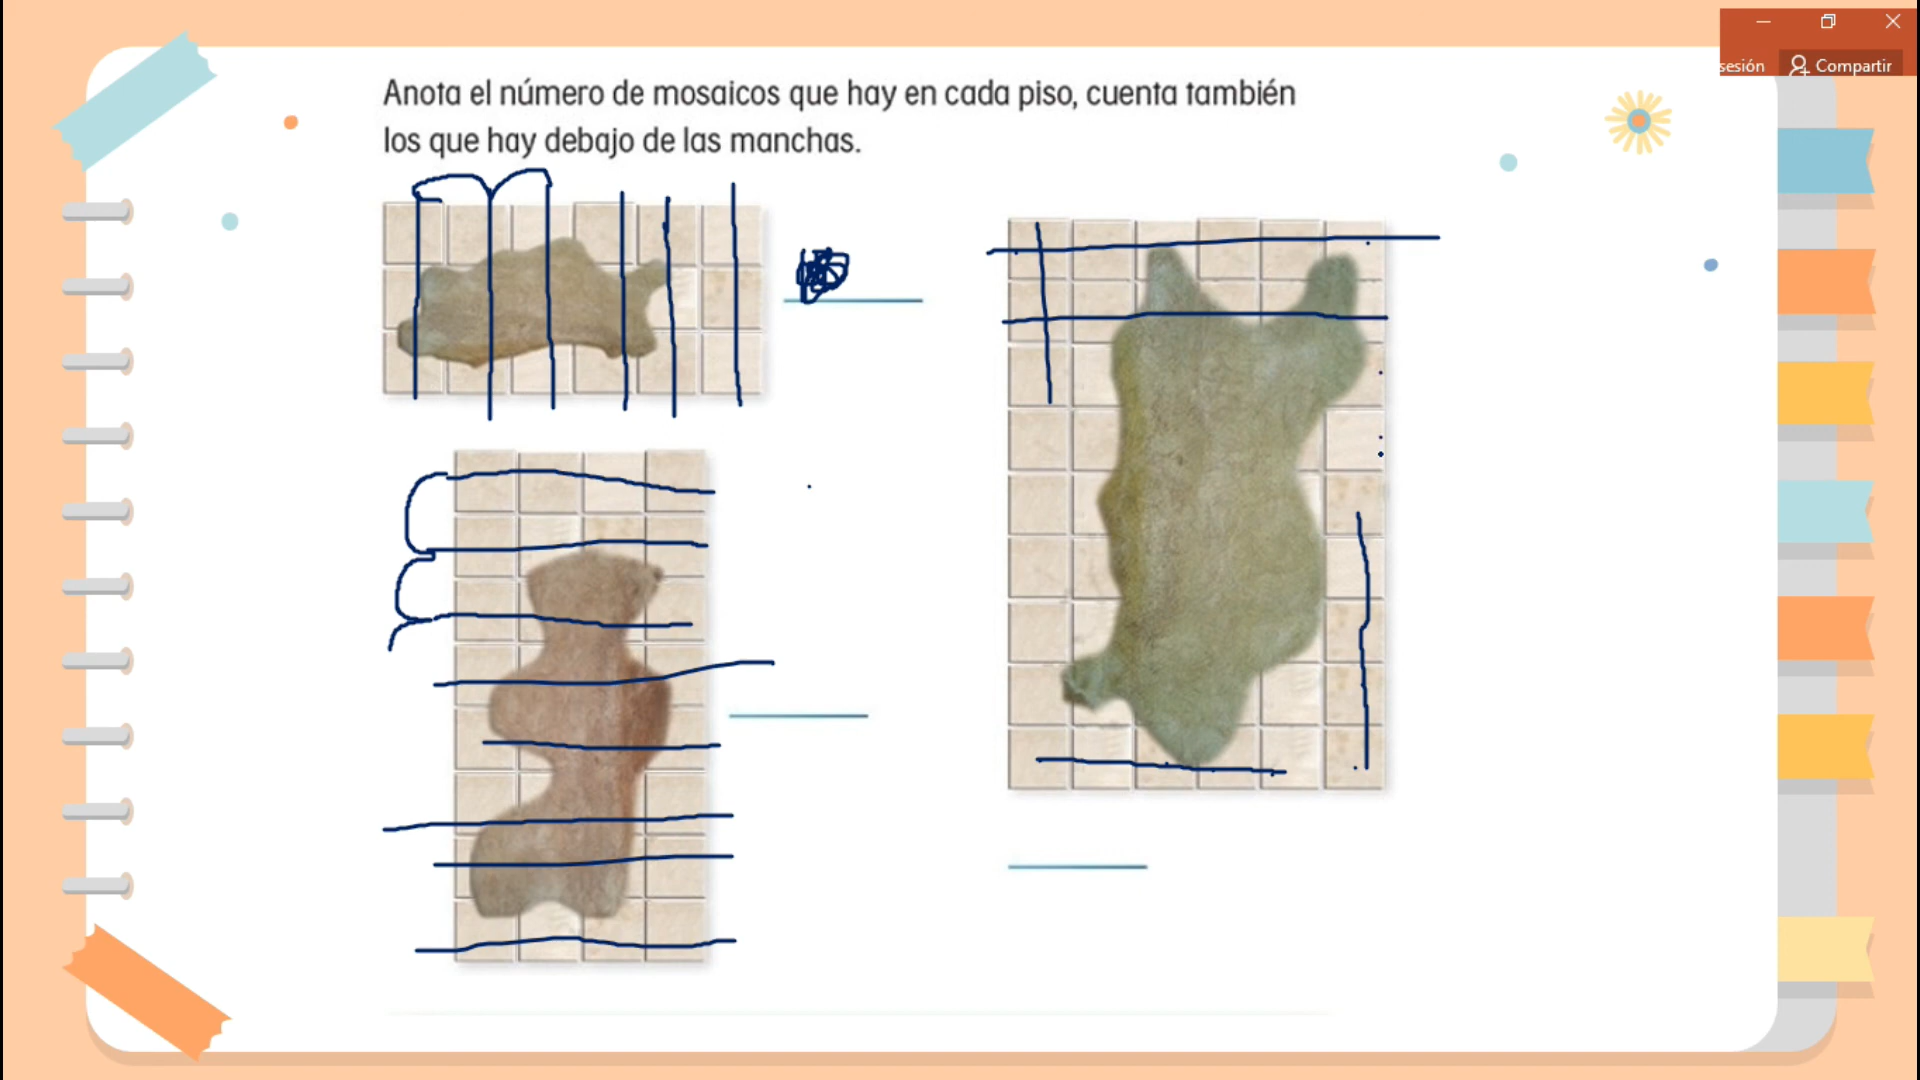 sesión
Compartir
Anota el número de mosaicos que hay en cada piso, cuenta también
los que hay debajo de las manchas.